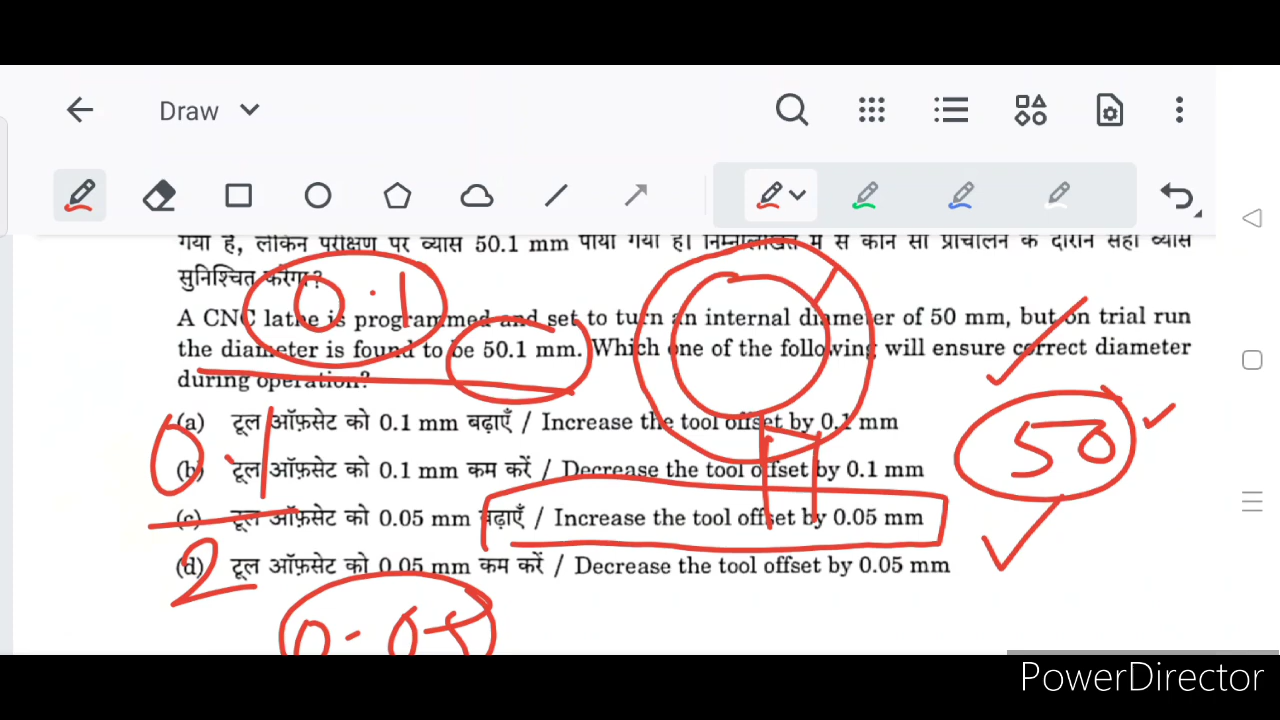 Draw
गया है, लेकिन परीक्षण पर व्यास 50.1 mm पाया गया है। निम्नलिखित में से कौन सा प्रचालन के दौरान सही व्यास
सुनिश्चित करेगा?
0.1
A CNC lathe is programmed and set to turn an internal diameter of 50 mm, but on trial run
the diameter is found to be 50.1 mm. Which one of the following will ensure correct diameter
during operation?
(a) टूल ऑफ़सेट को 0.1 mm बढ़ाएँ / Increase the tool offset by 0.1 mm
50
(b) टूल ऑफ़सेट को 0.1 mm कम करें / Decrease the tool offset by 0.1 mm
0.1
(c) टूल ऑफ़सेट को 0.05 mm बढ़ाएँ / Increase the tool offset by 0.05 mm
2
(d) टूल ऑफ़सेट को 0.05 mm कम करें / Decrease the tool offset by 0.05 mm
0.05
PowerDirector